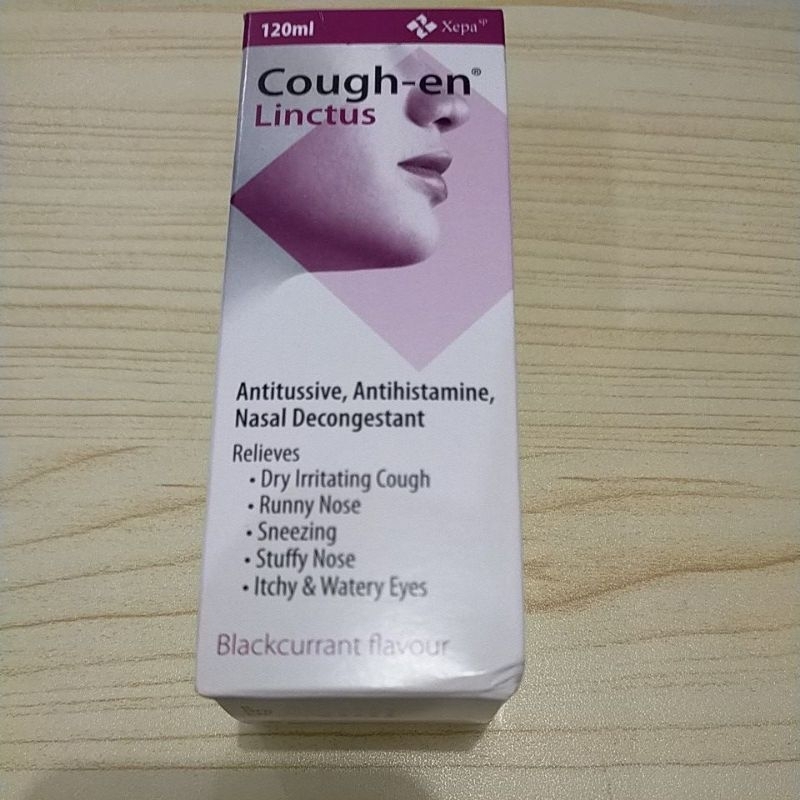 120ml
Xepa sp
Cough-en®
Linctus
Antitussive, Antihistamine,
Nasal Decongestant
Relieves
• Dry Irritating Cough
• Runny Nose
• Sneezing
• Stuffy Nose
• Itchy & Watery Eyes
Blackcurrant flavour